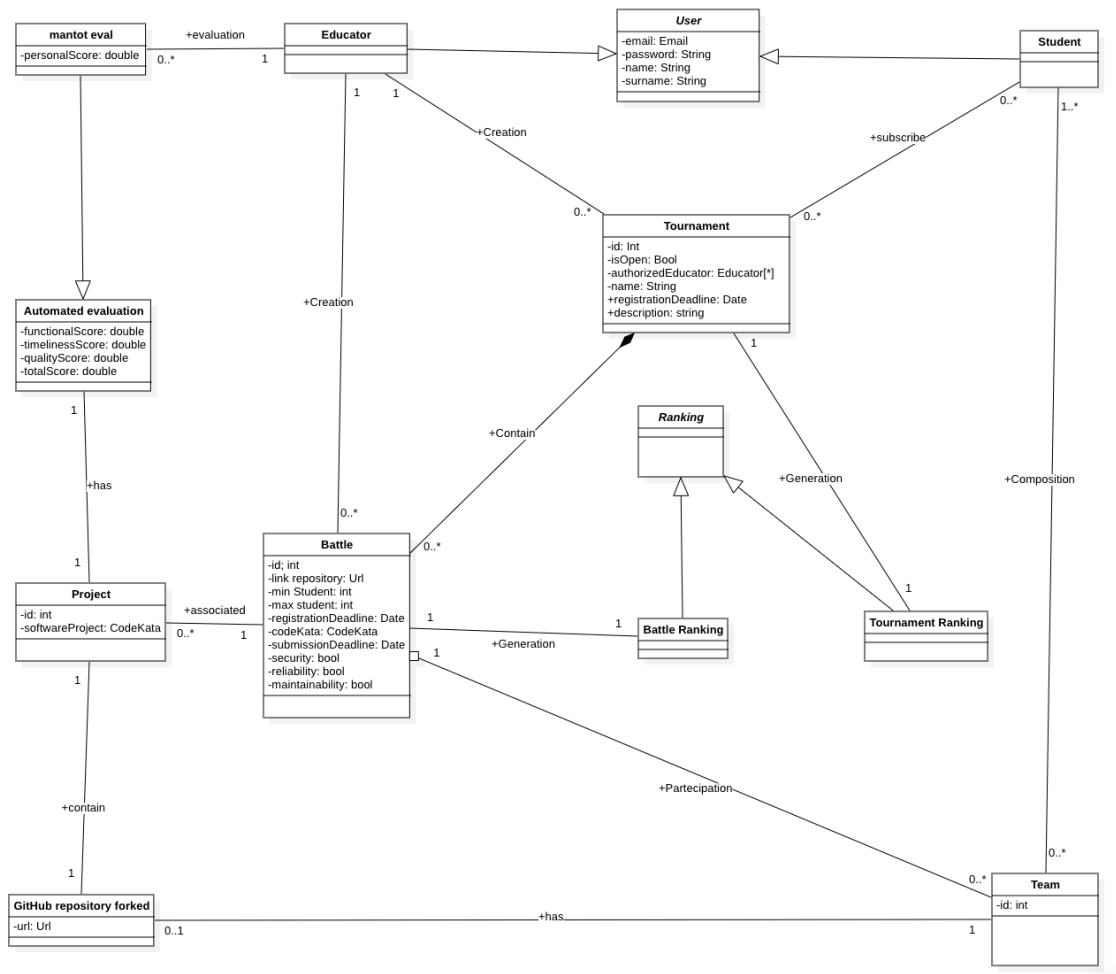 mantot eval
-personalScore: double
+evaluation
0..*
1
Educator
User
-email: Email
-password: String
-name: String
-surname: String
Student
1
1
+Creation
0..*
1..*
+subscribe
0..*
0..*
Tournament
-id: Int
-isOpen: Bool
-authorizedEducator: Educator[*]
-name: String
+registrationDeadline: Date
+description: string
+Creation
Automated evaluation
-functionalScore: double
-timelinessScore: double
-qualityScore: double
-totalScore: double
1
1
Ranking
+Contain
+has
+Generation
+Composition
0..*
0..*
1
1
Battle
-id; int
-link repository: Url
-min Student: int
-max student: int
-registrationDeadline: Date
-codeKata: CodeKata
-submissionDeadline: Date
-security: bool
-reliability: bool
-maintainability: bool
Project
-id: int
-softwareProject: CodeKata
+associated
0..*
1
1
1
+Generation
Battle Ranking
Tournament Ranking
1
1
+Partecipation
+contain
1
0..*
0..*
Team
-id: int
GitHub repository forked
-url: Url
0..1
+has
1